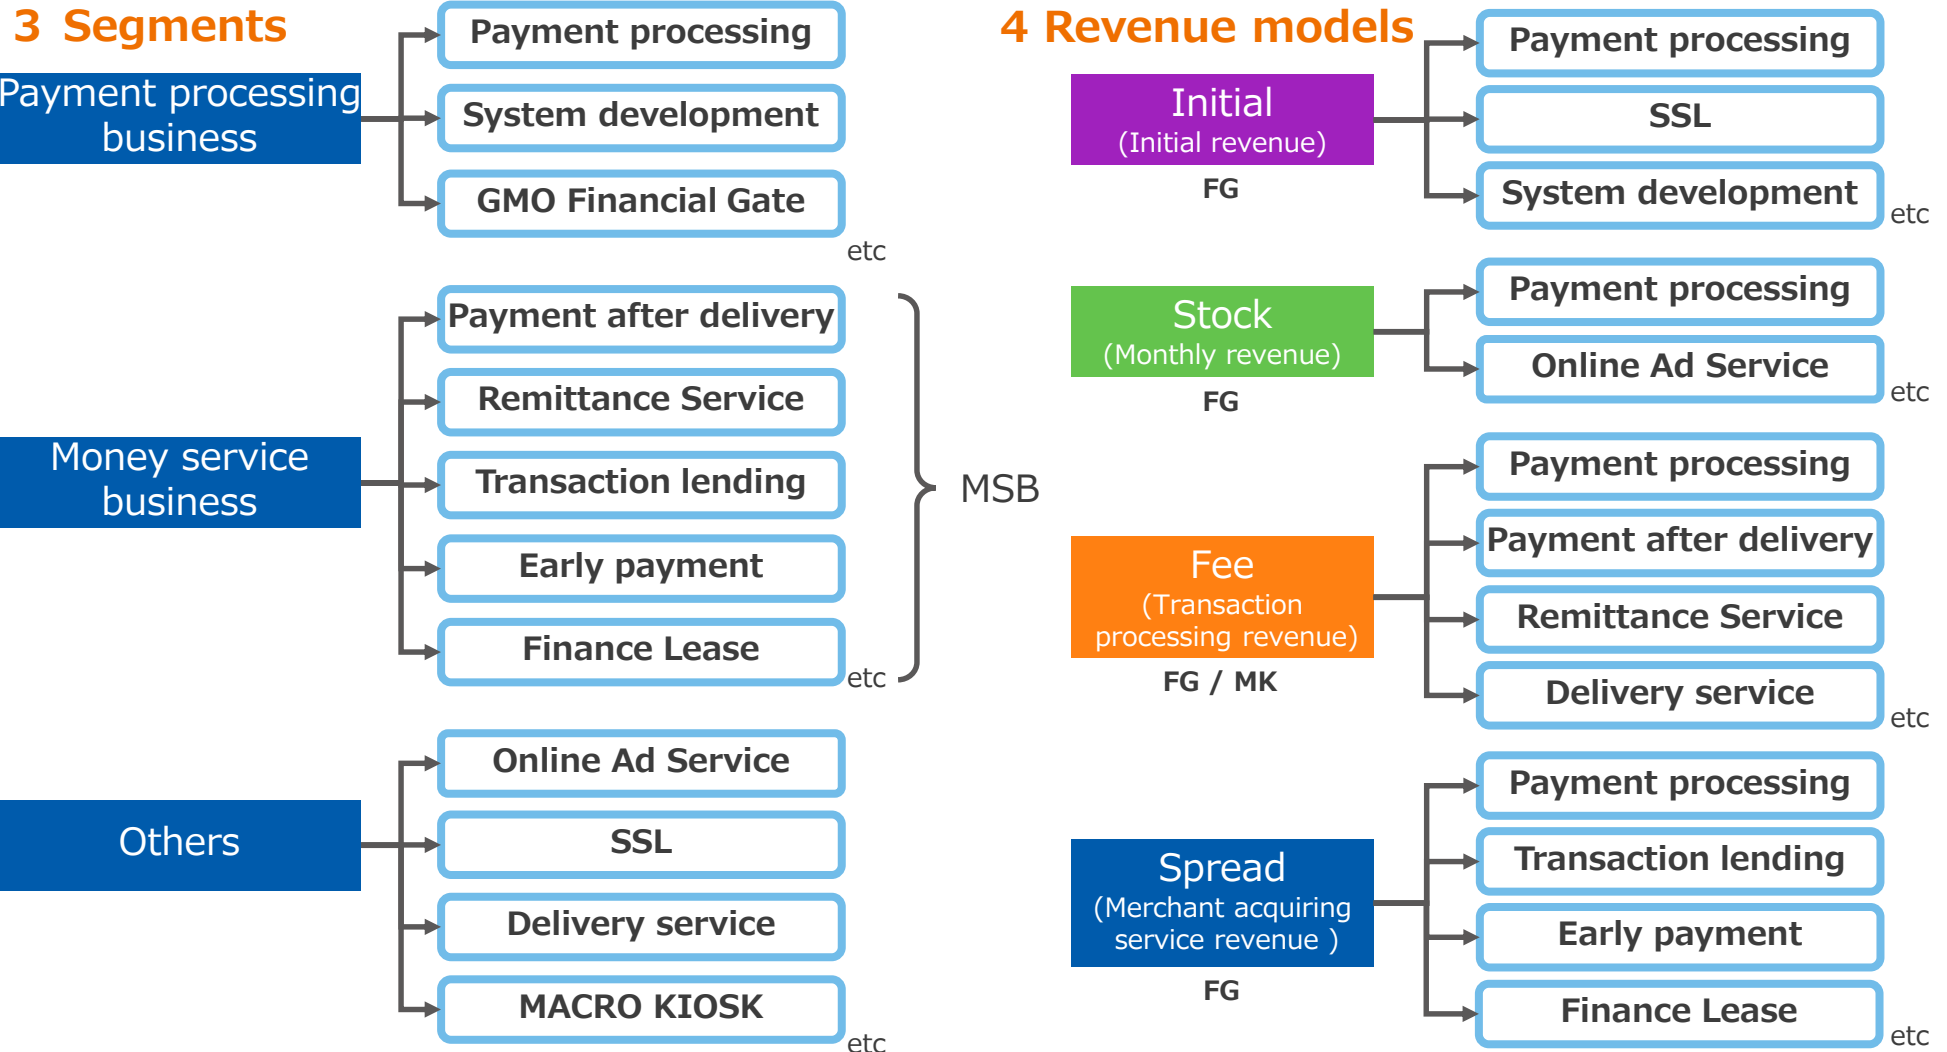 3 Segments
Payment processing
business
Payment processing
System development
GMO Financial Gate
etc
Money service
business
Payment after delivery
Remittance Service
Transaction lending
Early payment
Finance Lease
etc
MSB
Others
Online Ad Service
SSL
Delivery service
MACRO KIOSK
etc
4 Revenue models
Initial
(Initial revenue)
FG
Payment processing
SSL
System development
etc
Stock
(Monthly revenue)
FG
Payment processing
Online Ad Service
etc
Fee
(Transaction
processing revenue)
FG / MK
Payment processing
Payment after delivery
Remittance Service
Delivery service
etc
Spread
(Merchant acquiring
service revenue )
FG
Payment processing
Transaction lending
Early payment
Finance Lease
etc